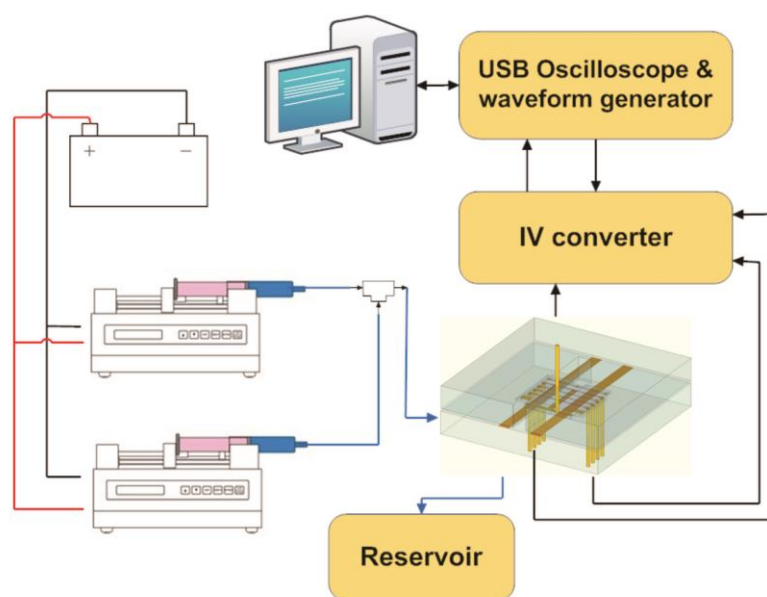 USB Oscilloscope &
waveform generator
+ −
IV converter
Reservoir